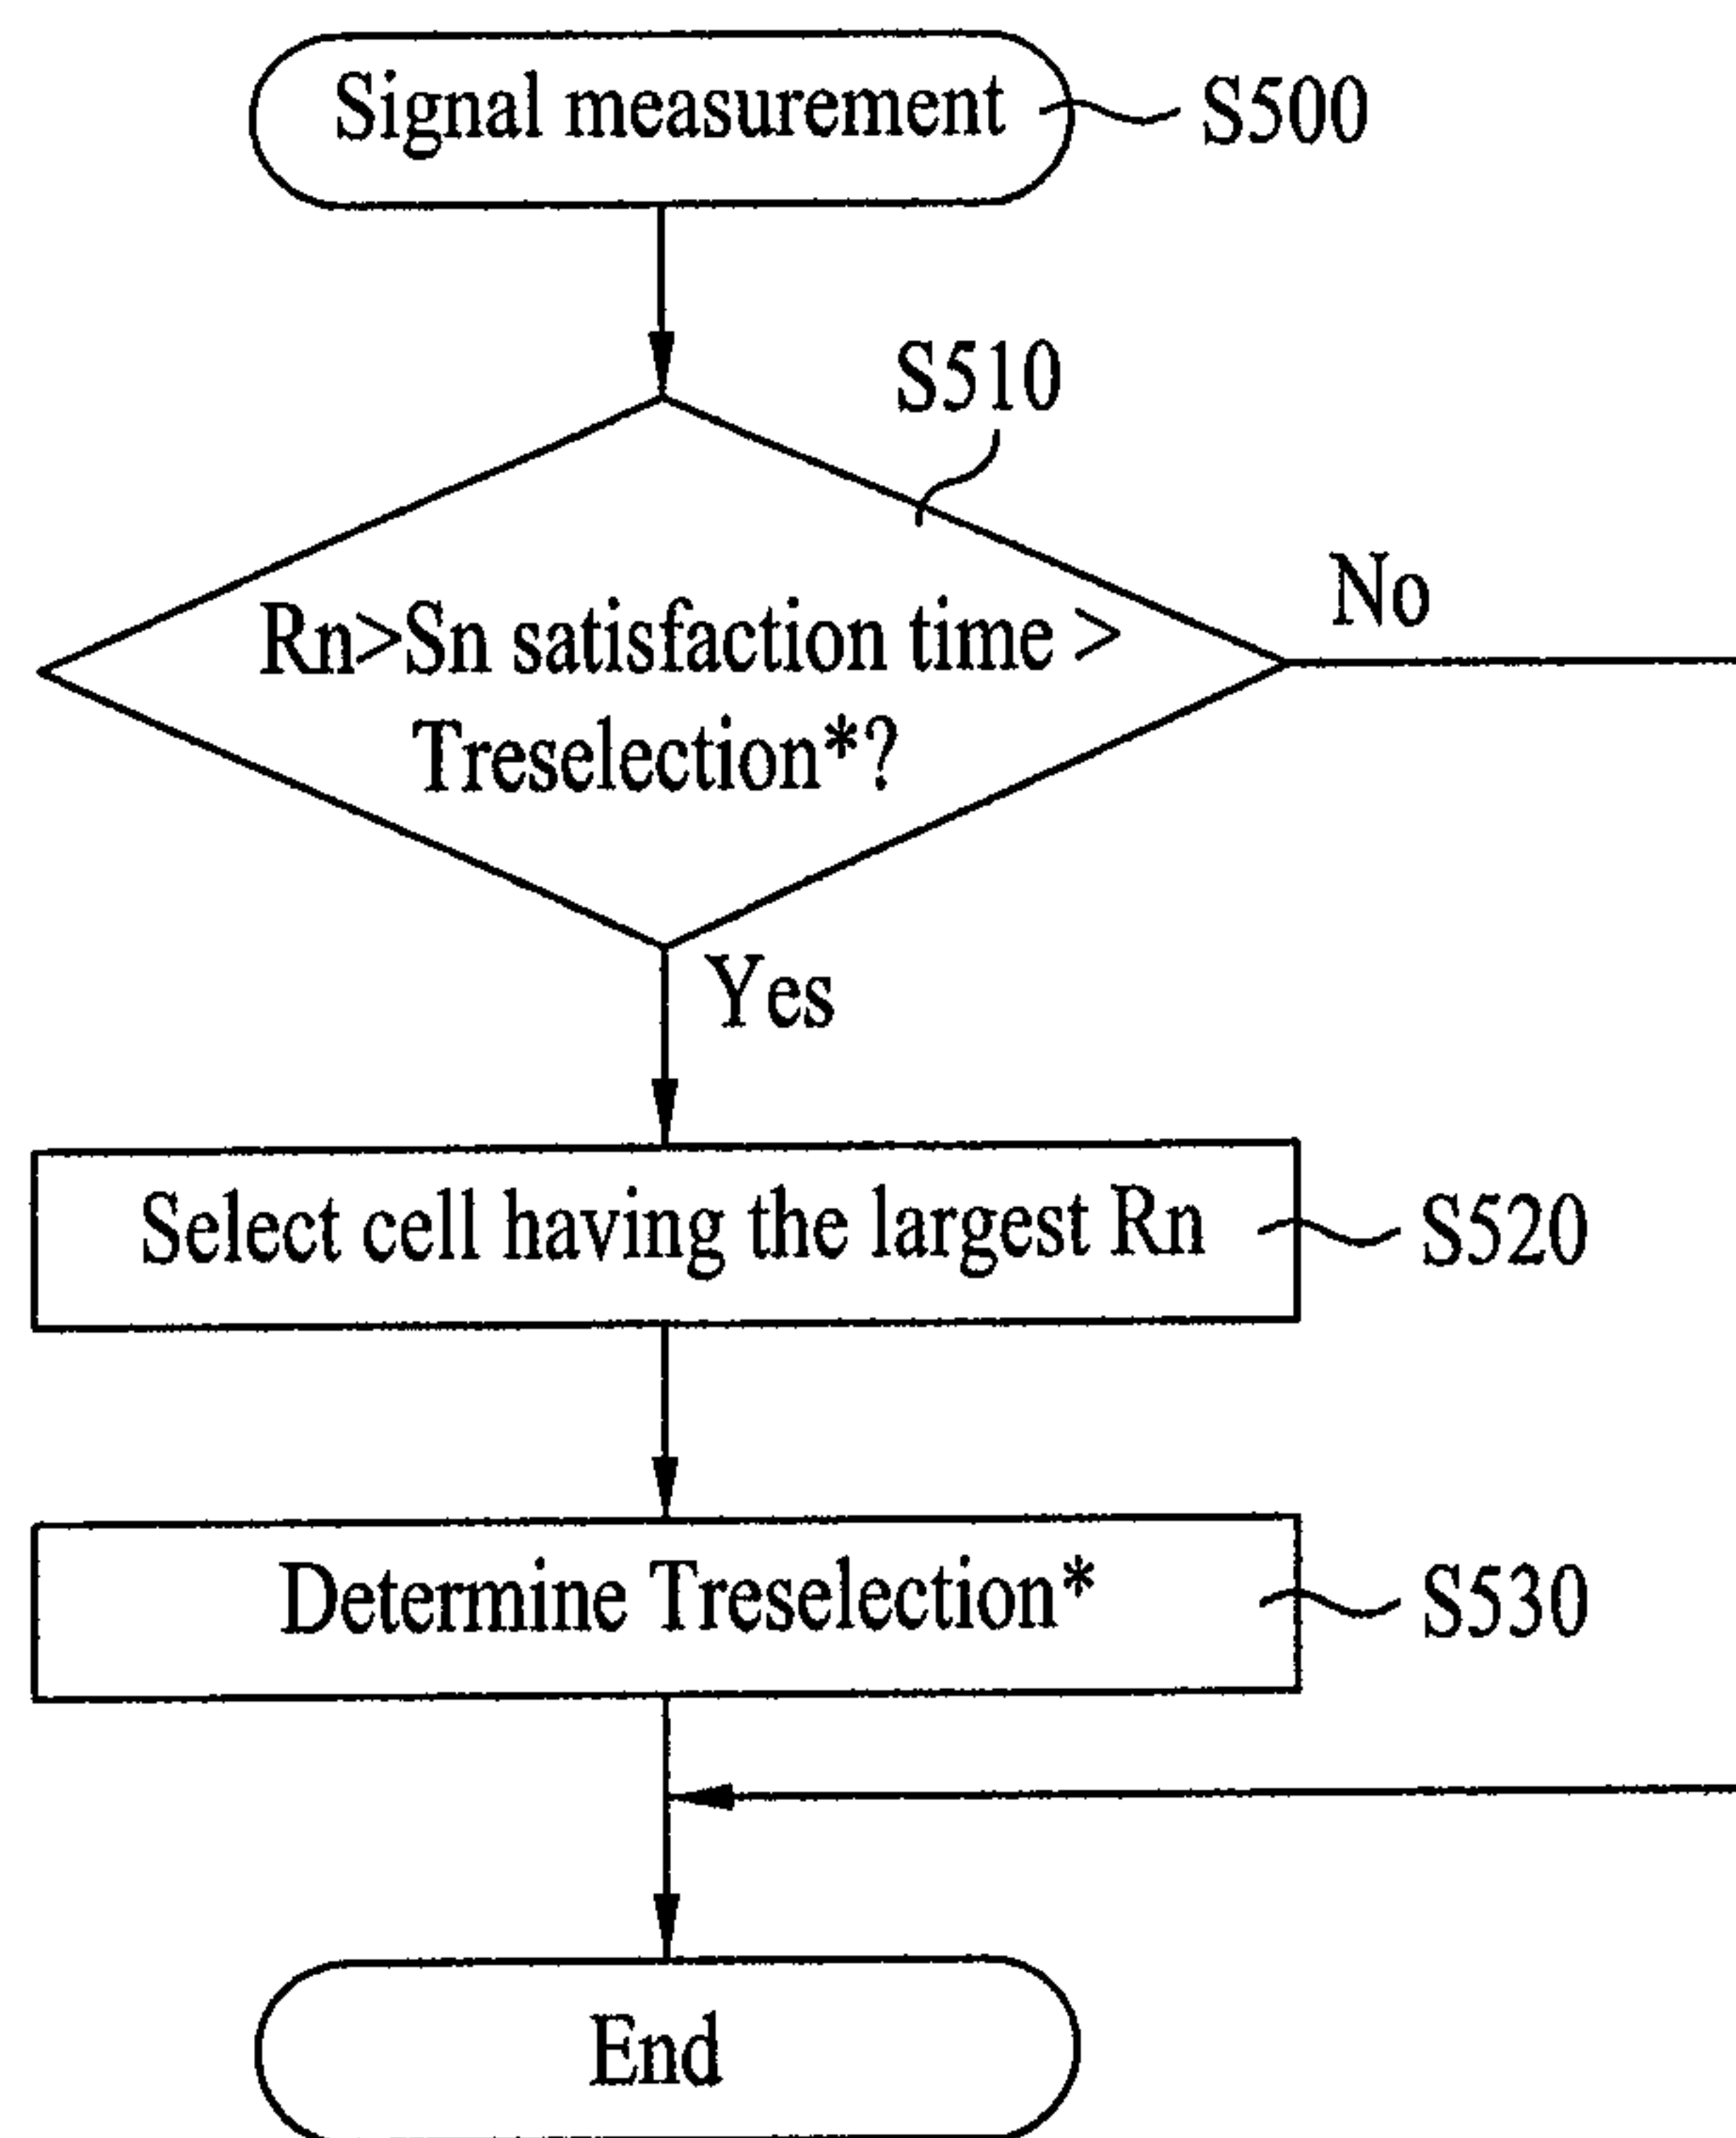 Signal measurement
S500
S510
Rn>Sn satisfaction time >
Treselection*?
No
Yes
Select cell having the largest Rn
S520
Determine Treselection*
S530
End